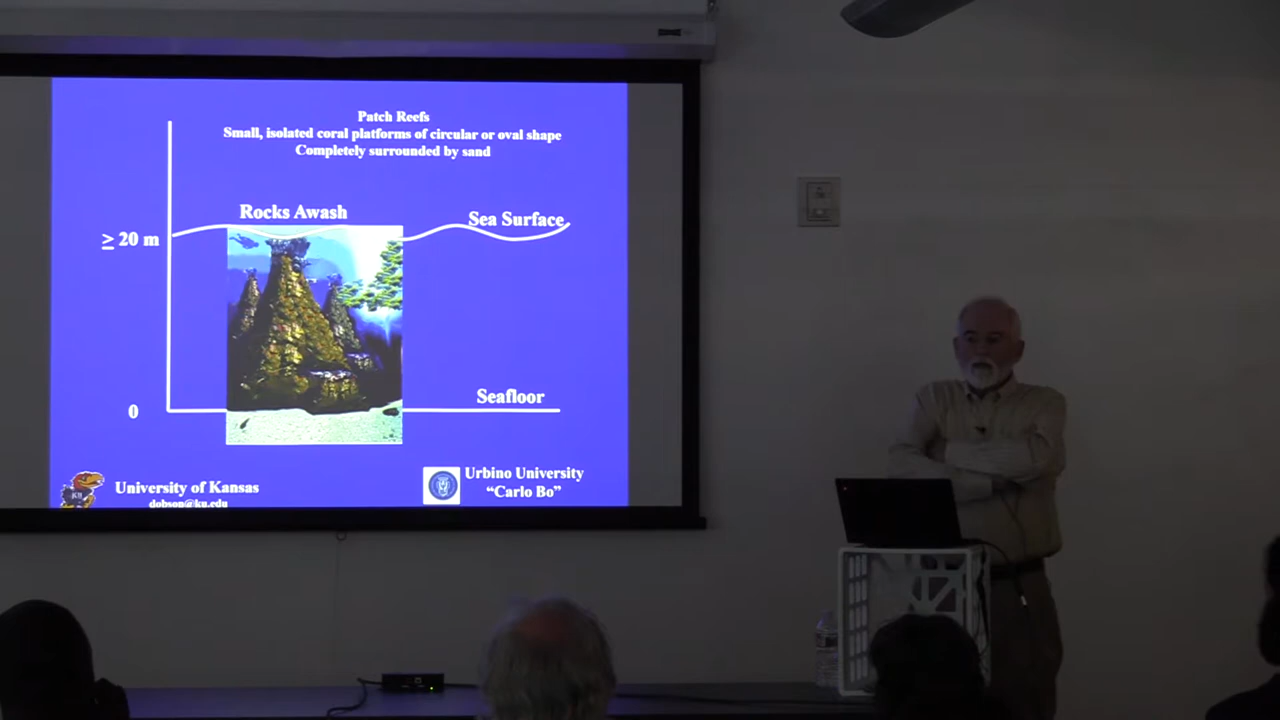 Patch Reefs
Small, isolated coral platforms of circular or oval shape
Completely surrounded by sand
Rocks Awash
Sea Surface
≥ 20 m
Seafloor
0
University of Kansas
dobson@ku.edu
Urbino University
“Carlo Bo”